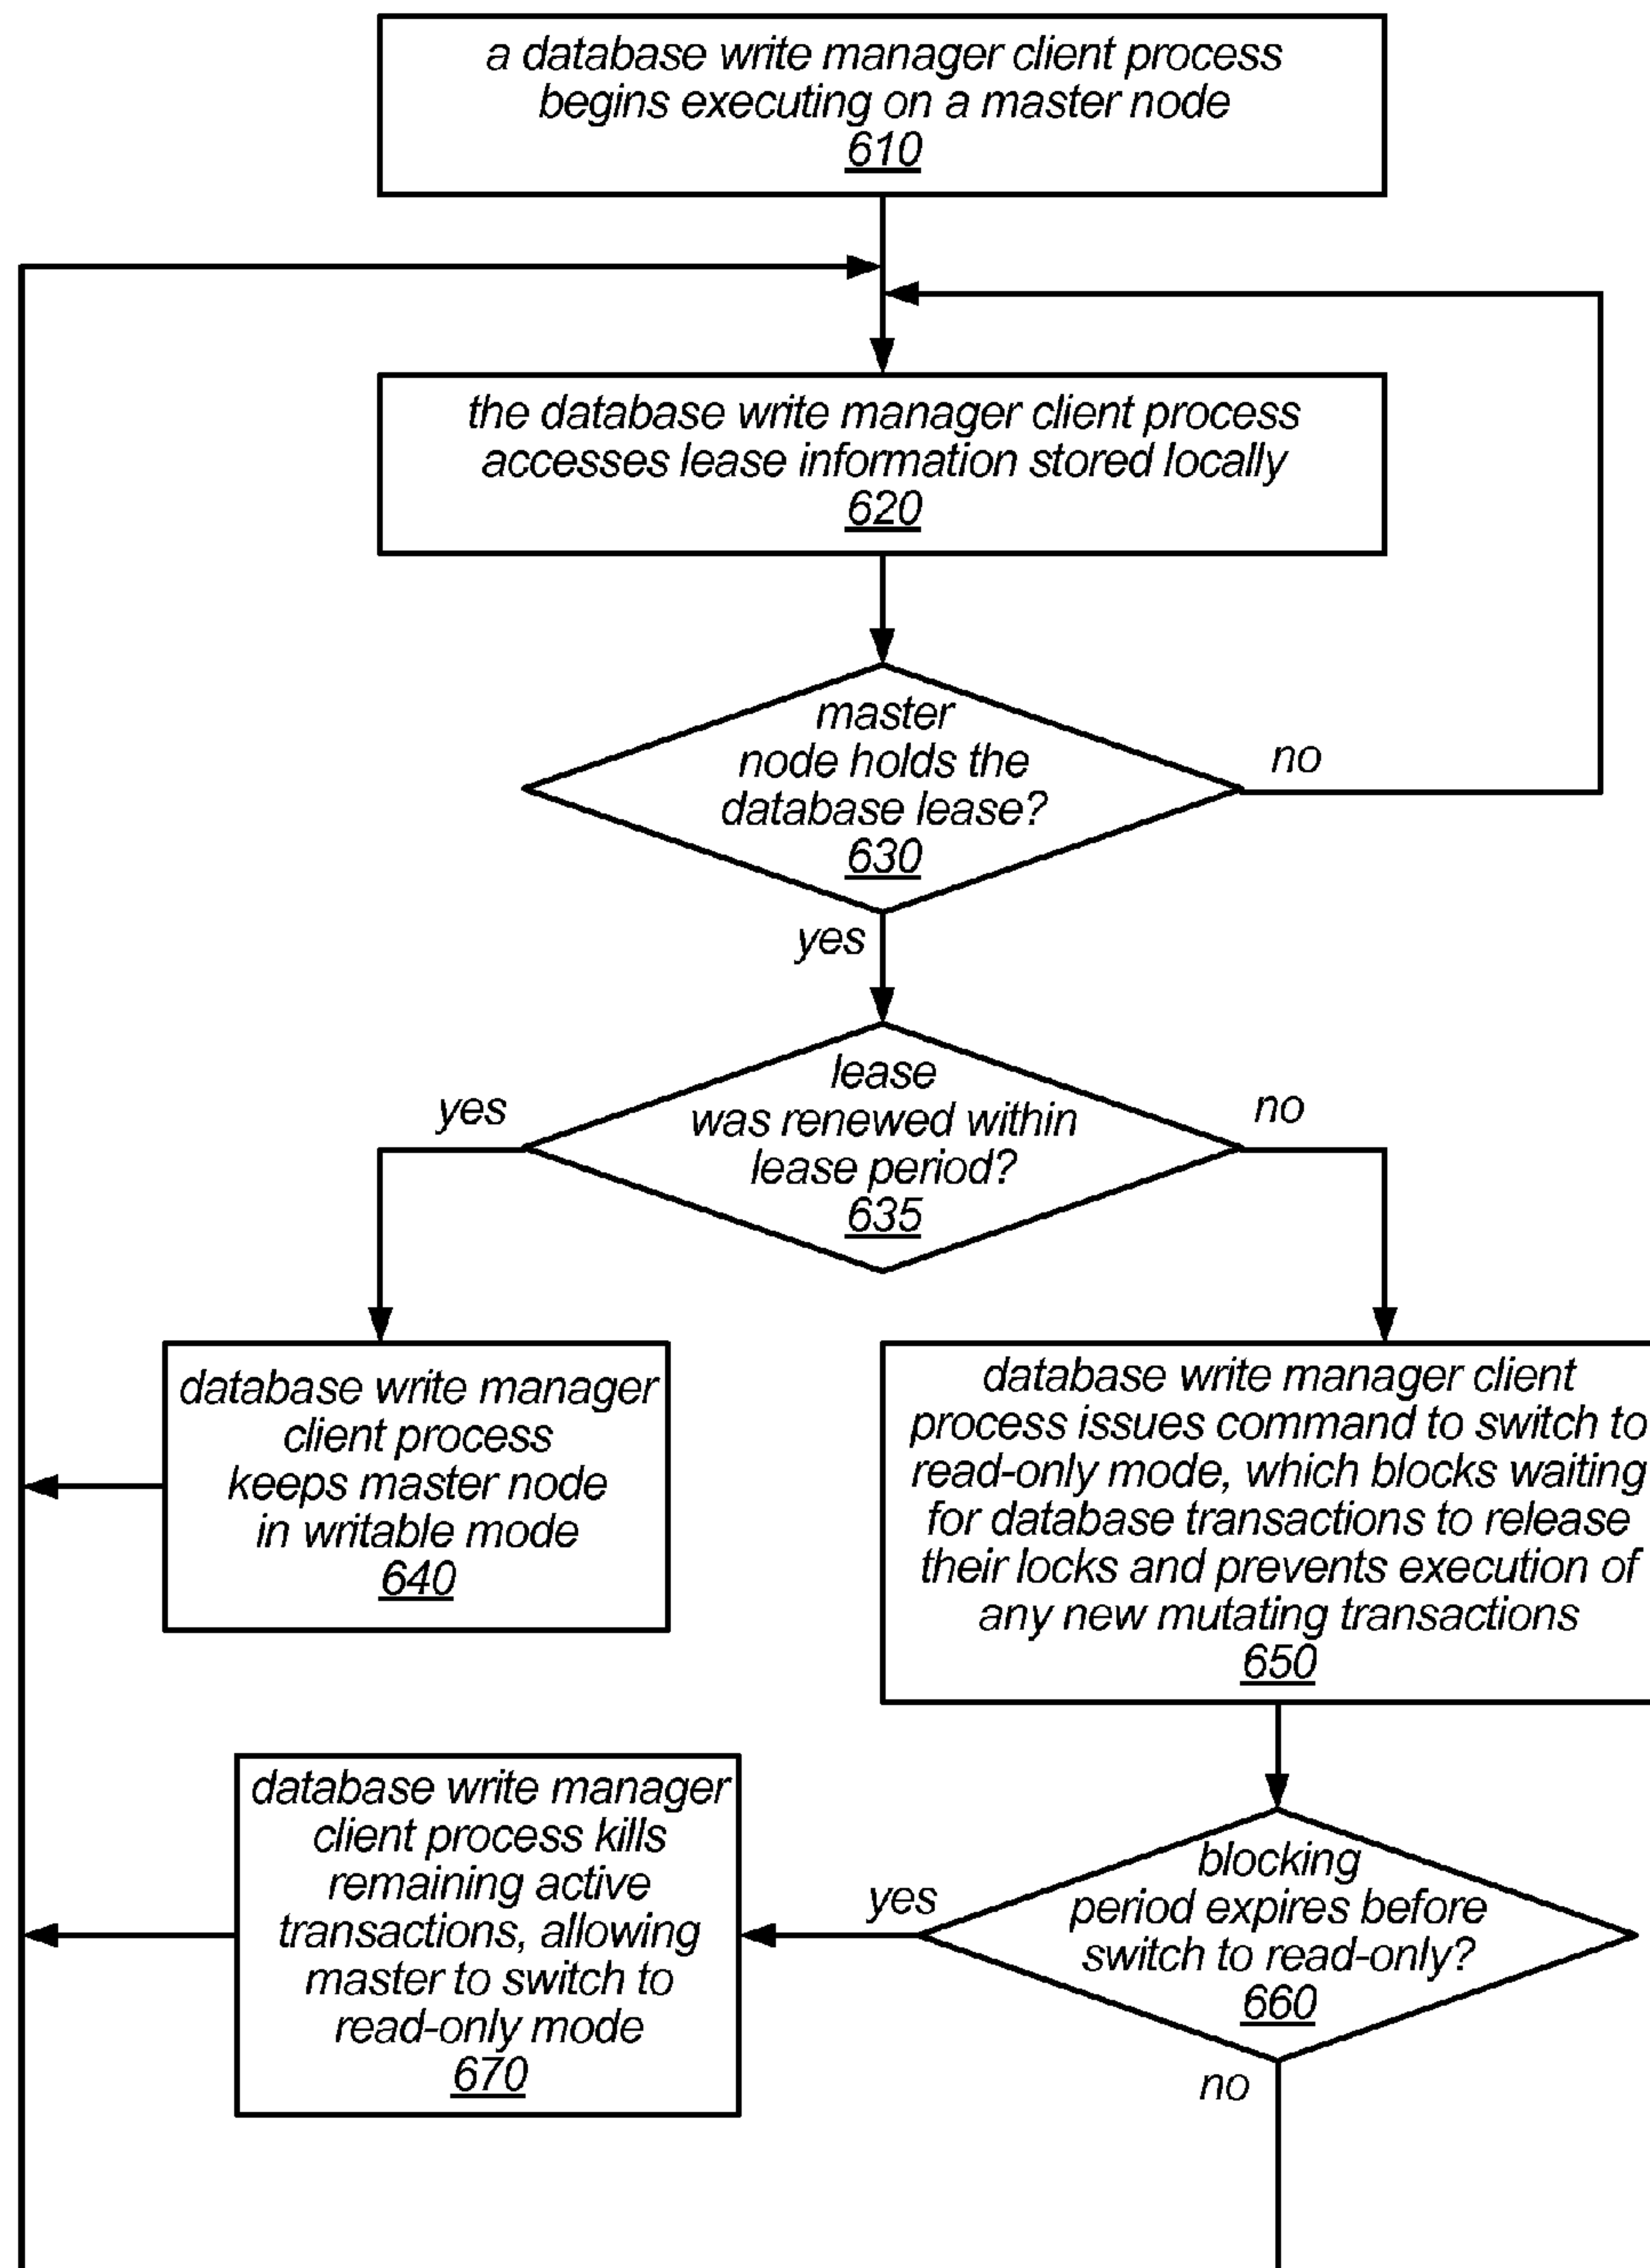 a database write manager client process
begins executing on a master node
610
the database write manager client process
accesses lease information stored locally
620
master
node holds the
database lease?
630
no
yes
lease
was renewed within
lease period?
635
yes
no
database write manager
client process
keeps master node
in writable mode
640
database write manager client
process issues command to switch to
read-only mode, which blocks waiting
for database transactions to release
their locks and prevents execution of
any new mutating transactions
650
database write manager
client process kills
remaining active
transactions, allowing
master to switch to
read-only mode
670
yes
blocking
period expires before
switch to read-only?
660
no